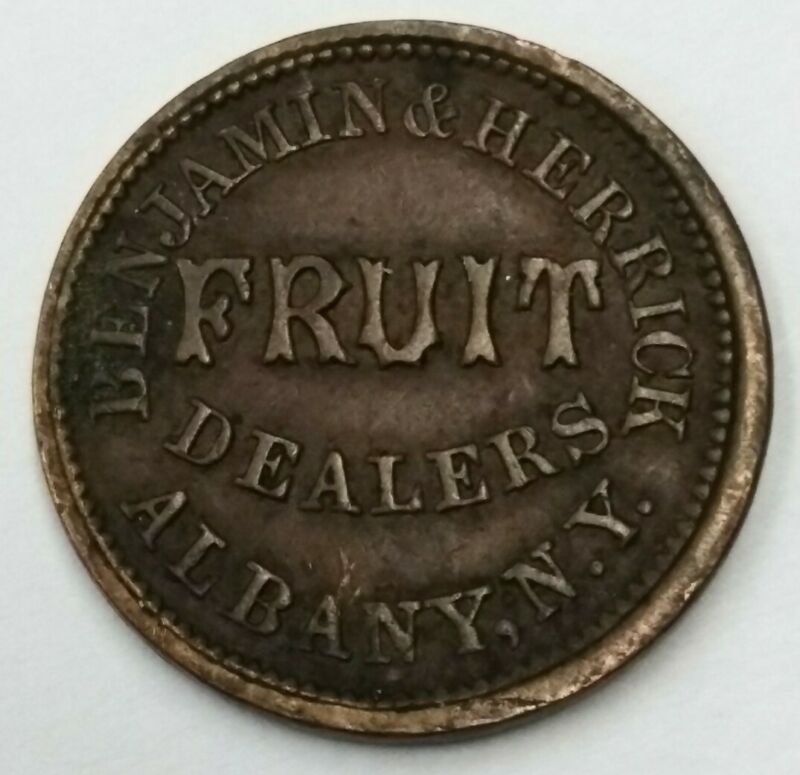 BENJAMIN & HERRICK
FRUIT
DEALERS
ALBANY, N.Y.